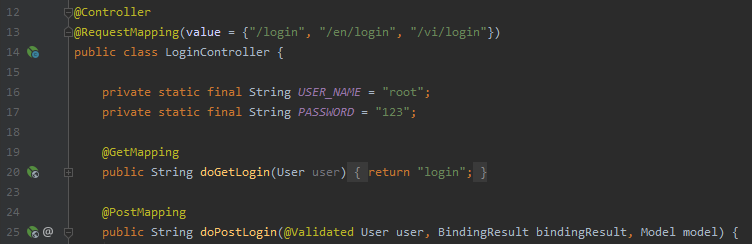 12 @Controller
13 @RequestMapping(value = {"/login", "/en/login", "/vi/login"})
14 public class LoginController {
15
16 private static final String USER_NAME = "root";
17 private static final String PASSWORD = "123";
18
19 @GetMapping
20 public String doGetLogin(User user) { return "login"; }
23
24 @PostMapping
25 @ public String doPostLogin(@Validated User user, BindingResult bindingResult, Model model) {